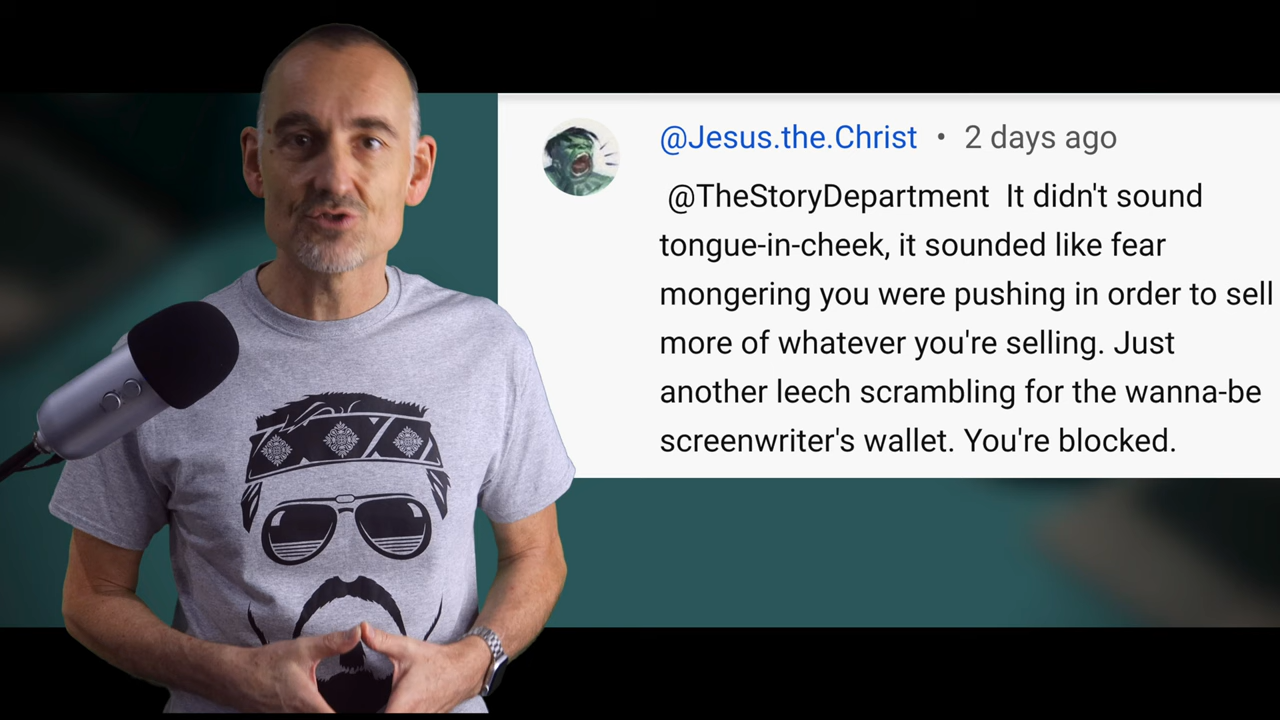 @Jesus.the.Christ • 2 days ago
@TheStoryDepartment It didn't sound
tongue-in-cheek, it sounded like fear
mongering you were pushing in order to sell
more of whatever you're selling. Just
another leech scrambling for the wanna-be
screenwriter's wallet. You're blocked.